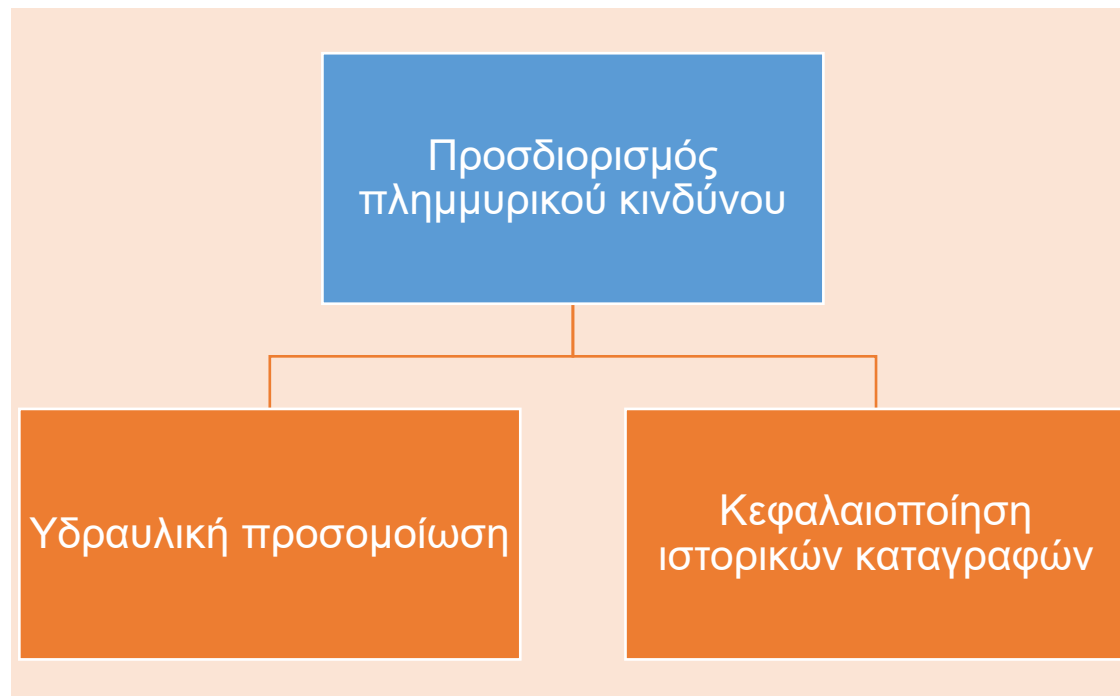 Προσδιορισμός
πλημμυρικού κινδύνου
Υδραυλική προσομοίωση
Κεφαλαιοποίηση
ιστορικών καταγραφών